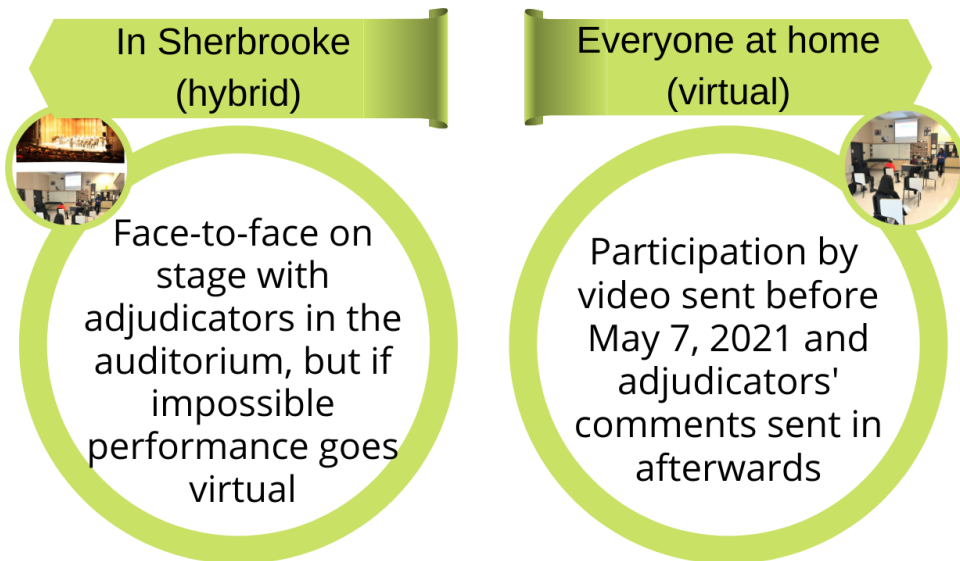 In Sherbrooke
(hybrid)
Face-to-face on
stage with
adjudicators in the
auditorium, but if
impossible
performance goes
virtual
Everyone at home
(virtual)
Participation by
video sent before
May 7, 2021 and
adjudicators'
comments sent in
afterwards